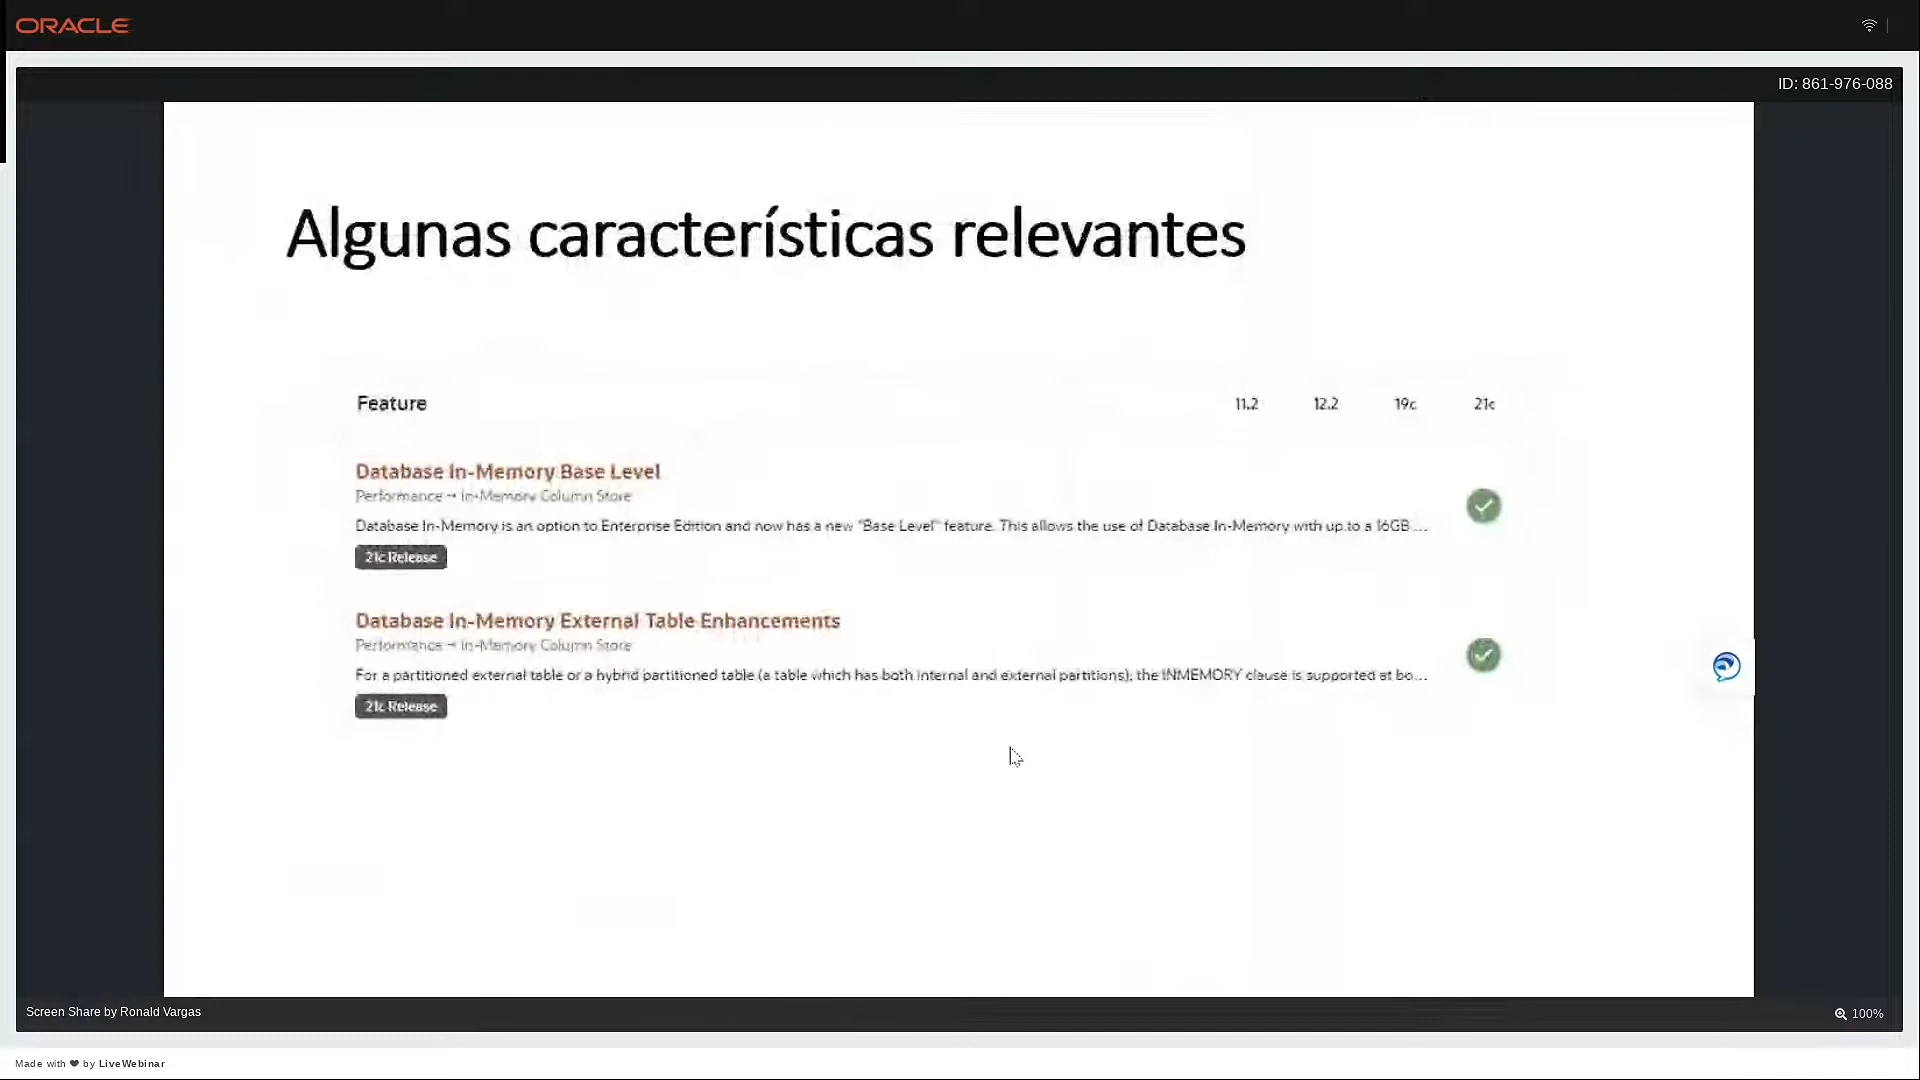 ORACLE
ID: 861-976-088
Algunas características relevantes
Feature 11.2 12.2 19c 21c
Database In-Memory Base Level
Performance → In-Memory Column Store
Database In-Memory is an option to Enterprise Edition and now has a new "Base Level" feature. This allows the use of Database In-Memory with up to a 16GB ...
21c Release
Database In-Memory External Table Enhancements
Performance → In-Memory Column Store
For a partitioned external table or a hybrid partitioned table (a table which has both internal and external partitions); the INMEMORY clause is supported at bo...
21c Release
Screen Share by Ronald Vargas
100%
Made with ❤ by LiveWebinar